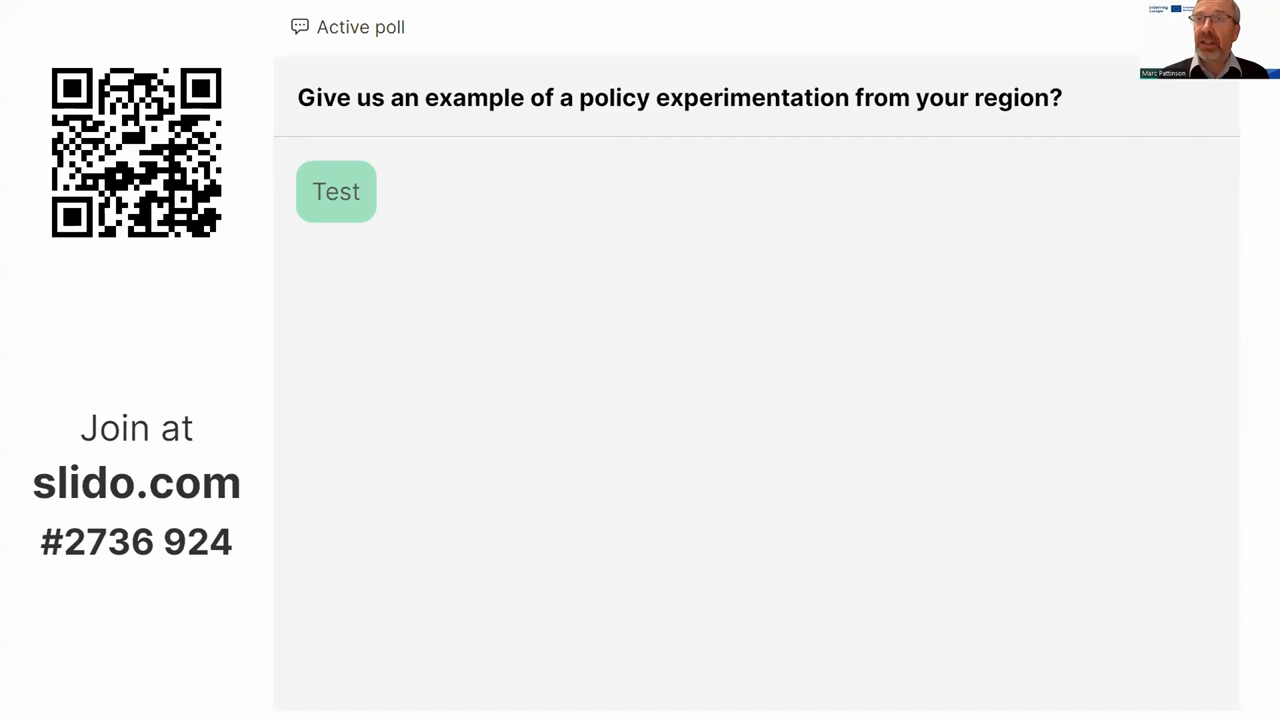 Active poll
Give us an example of a policy experimentation from your region?
Test
Join at
slido.com
#2736 924
Marc Pattinson